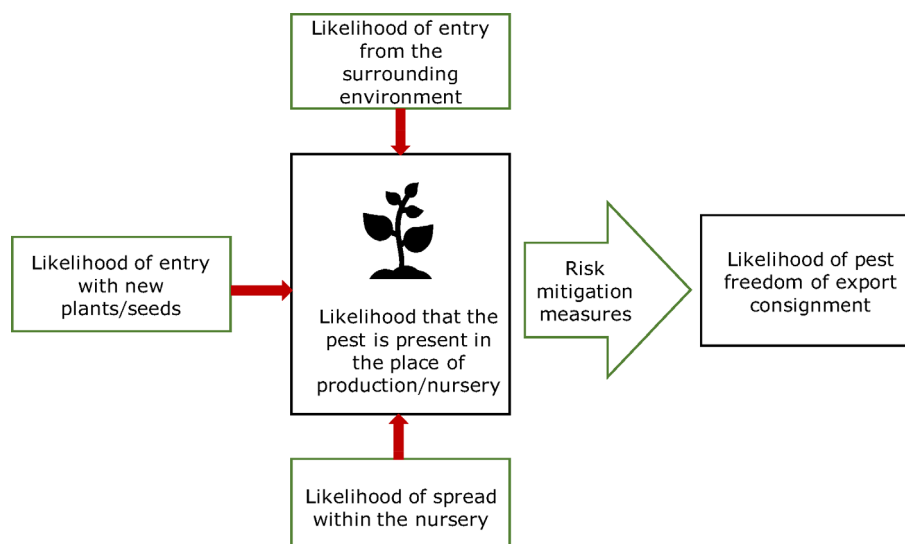 Likelihood of entry
from the
surrounding
environment
Likelihood of entry
with new
plants/seeds
Likelihood that the
pest is present in
the place of
production/nursery
Risk
mitigation
measures
Likelihood of pest
freedom of export
consignment
Likelihood of spread
within the nursery